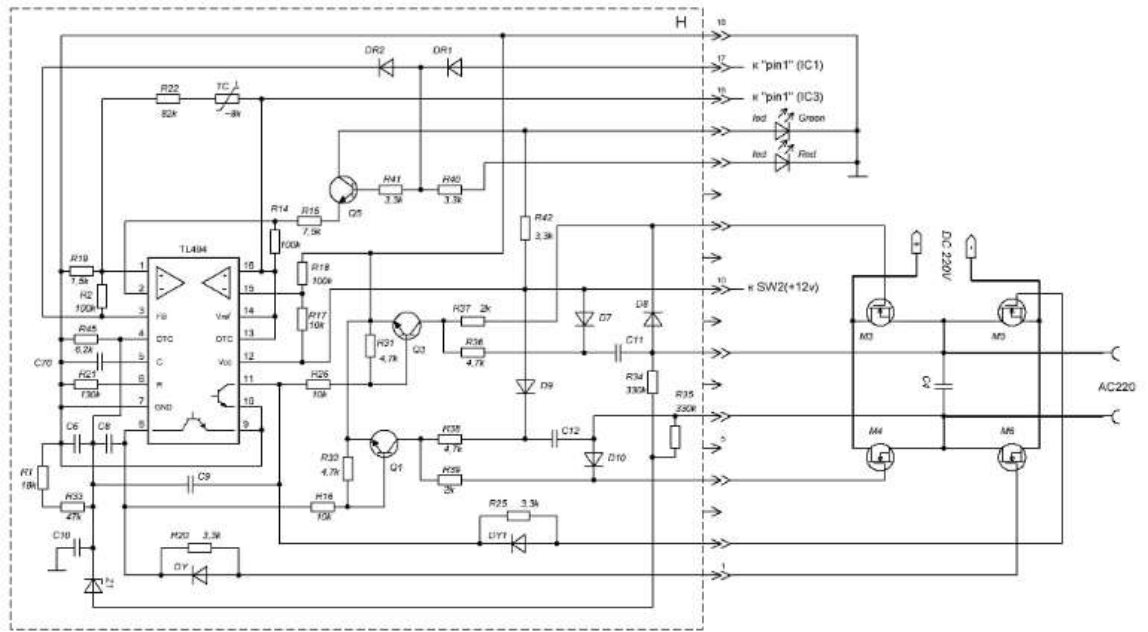 H
18
DR2 DR1
17 к "pin1" (IC1)
R22 TC
82k ~8k
16 к "pin1" (IC3)
led Green
led Red
R41 R40
3,3k 3,3k
Q5
R14 R15
7,5k
100k
R42
3,3k
TL494
R19 1 16
1,5k
R18
100k
2 15
R2
100k
3 FB Vref 14
R17
10k
R45 4 DTC DTC 13
6,2k
C70 5 C Vcc 12
R21 6 R 11
130k
7 GND 10
8 9
C6 C8
R31
4,7k
Q3
R37 2k
R36
4,7k
D7
D8
C11
10 к SW2(+12v)
DC 220V
+ -
M3 M5
R26
10k
D9
R34
330k
R35
330k
C4
AC220
R38
4,7k
C12
5
M4 M6
R32
4,7k
Q1
R39
2k
D10
R1
18k
R33
47k
C9
R16
10k
R25 3,3k
DY1
C10
R20 3,3k
DY
1
Z1